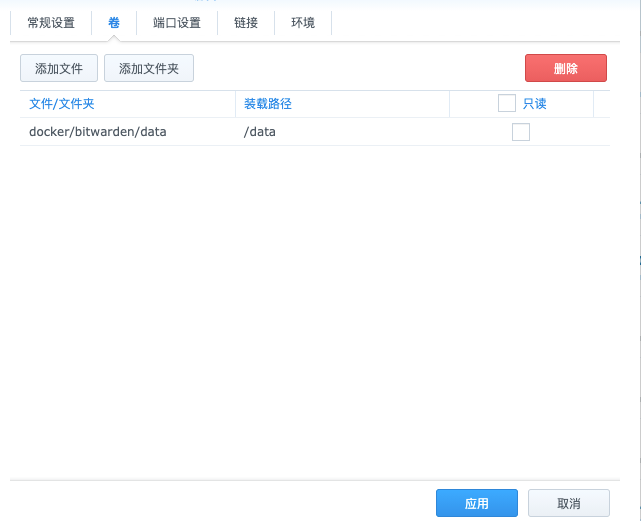 常规设置 卷 端口设置 链接 环境
添加文件 添加文件夹 删除
文件/文件夹 装载路径 只读
docker/bitwarden/data /data
应用 取消